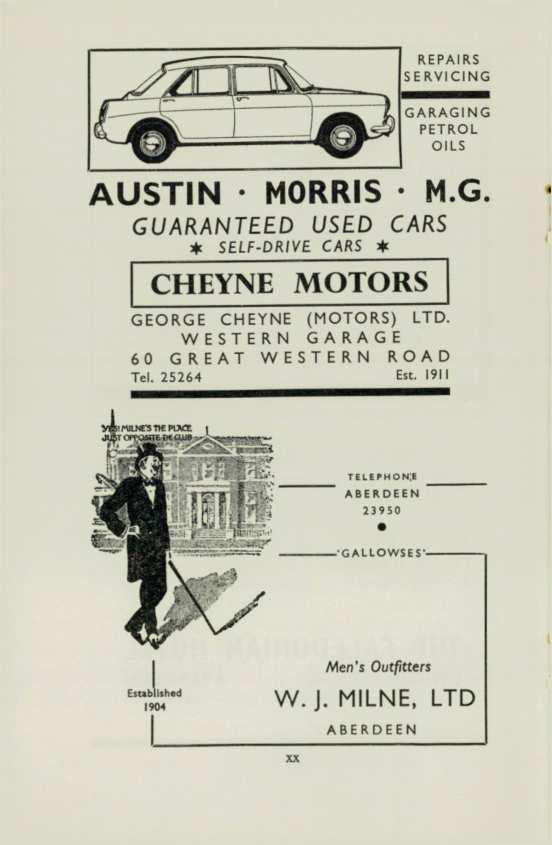 REPAIRS
SERVICING
GARAGING
PETROL
OILS
AUSTIN · MORRIS · M.G.
GUARANTEED USED CARS
* SELF-DRIVE CARS *
CHEYNE MOTORS
GEORGE CHEYNE (MOTORS) LTD.
WESTERN GARAGE
60 GREAT WESTERN ROAD
Tel. 25264 Est. 1911
YES! MILNE'S THE PLACE
JUST OPPOSITE THE CLUB
TELEPHONE
ABERDEEN
23950
'GALLOWSES'
Men's Outfitters
Established
1904
W. J. MILNE, LTD
ABERDEEN
xx